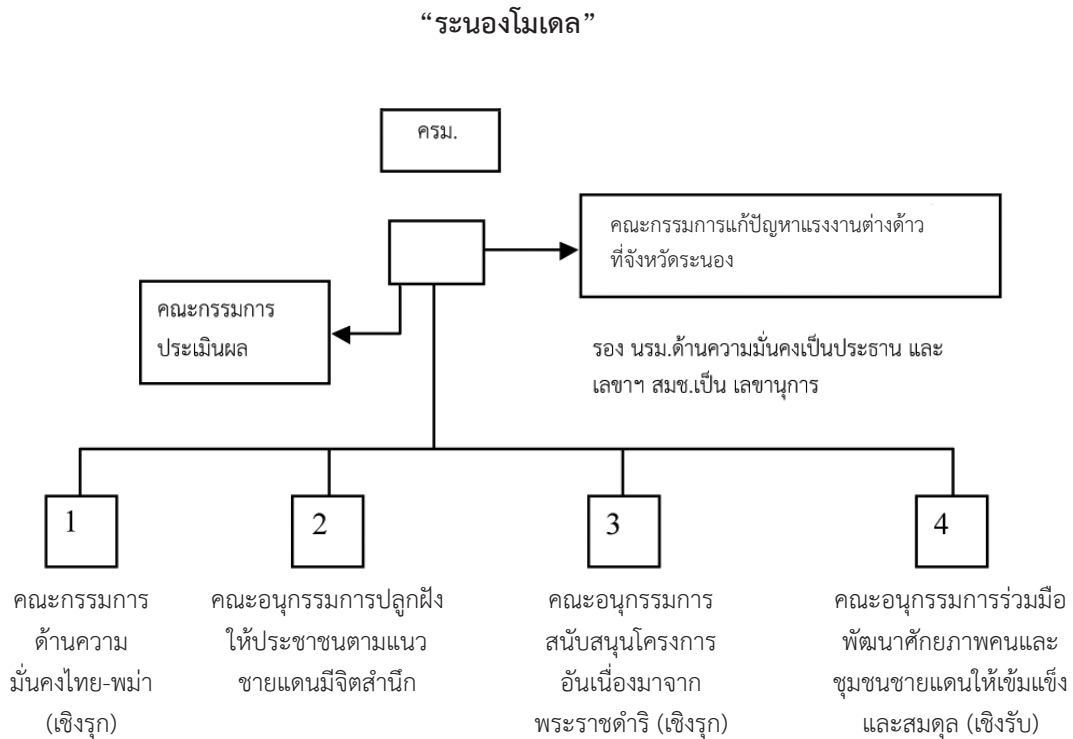 “ระนองโมเดล”
ครม.
คณะกรรมการแก้ปัญหาแรงงานต่างด้าว
ที่จังหวัดระนอง
คณะกรรมการ
ประเมินผล
รอง นรม.ด้านความมั่นคงเป็นประธาน และ
เลขาฯ สมช.เป็น เลขานุการ
1
คณะกรรมการ
ด้านความ
มั่นคงไทย-พม่า
(เชิงรุก)
2
คณะอนุกรรมการปลูกฝัง
ให้ประชาชนตามแนว
ชายแดนมีจิตสำนึก
3
คณะอนุกรรมการ
สนับสนุนโครงการ
อันเนื่องมาจาก
พระราชดำริ (เชิงรุก)
4
คณะอนุกรรมการร่วมมือ
พัฒนาศักยภาพคนและ
ชุมชนชายแดนให้เข้มแข็ง
และสมดุล (เชิงรับ)